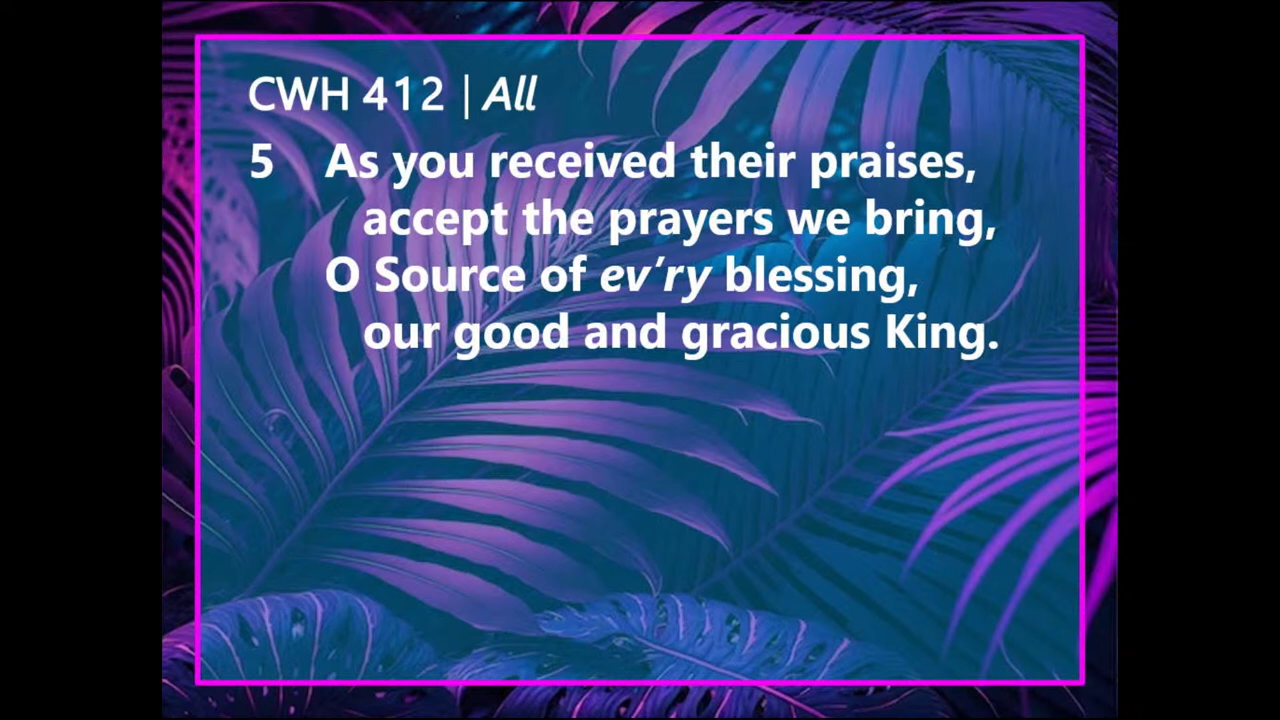 CWH 412 | All
5 As you received their praises,
accept the prayers we bring,
O Source of ev’ry blessing,
our good and gracious King.